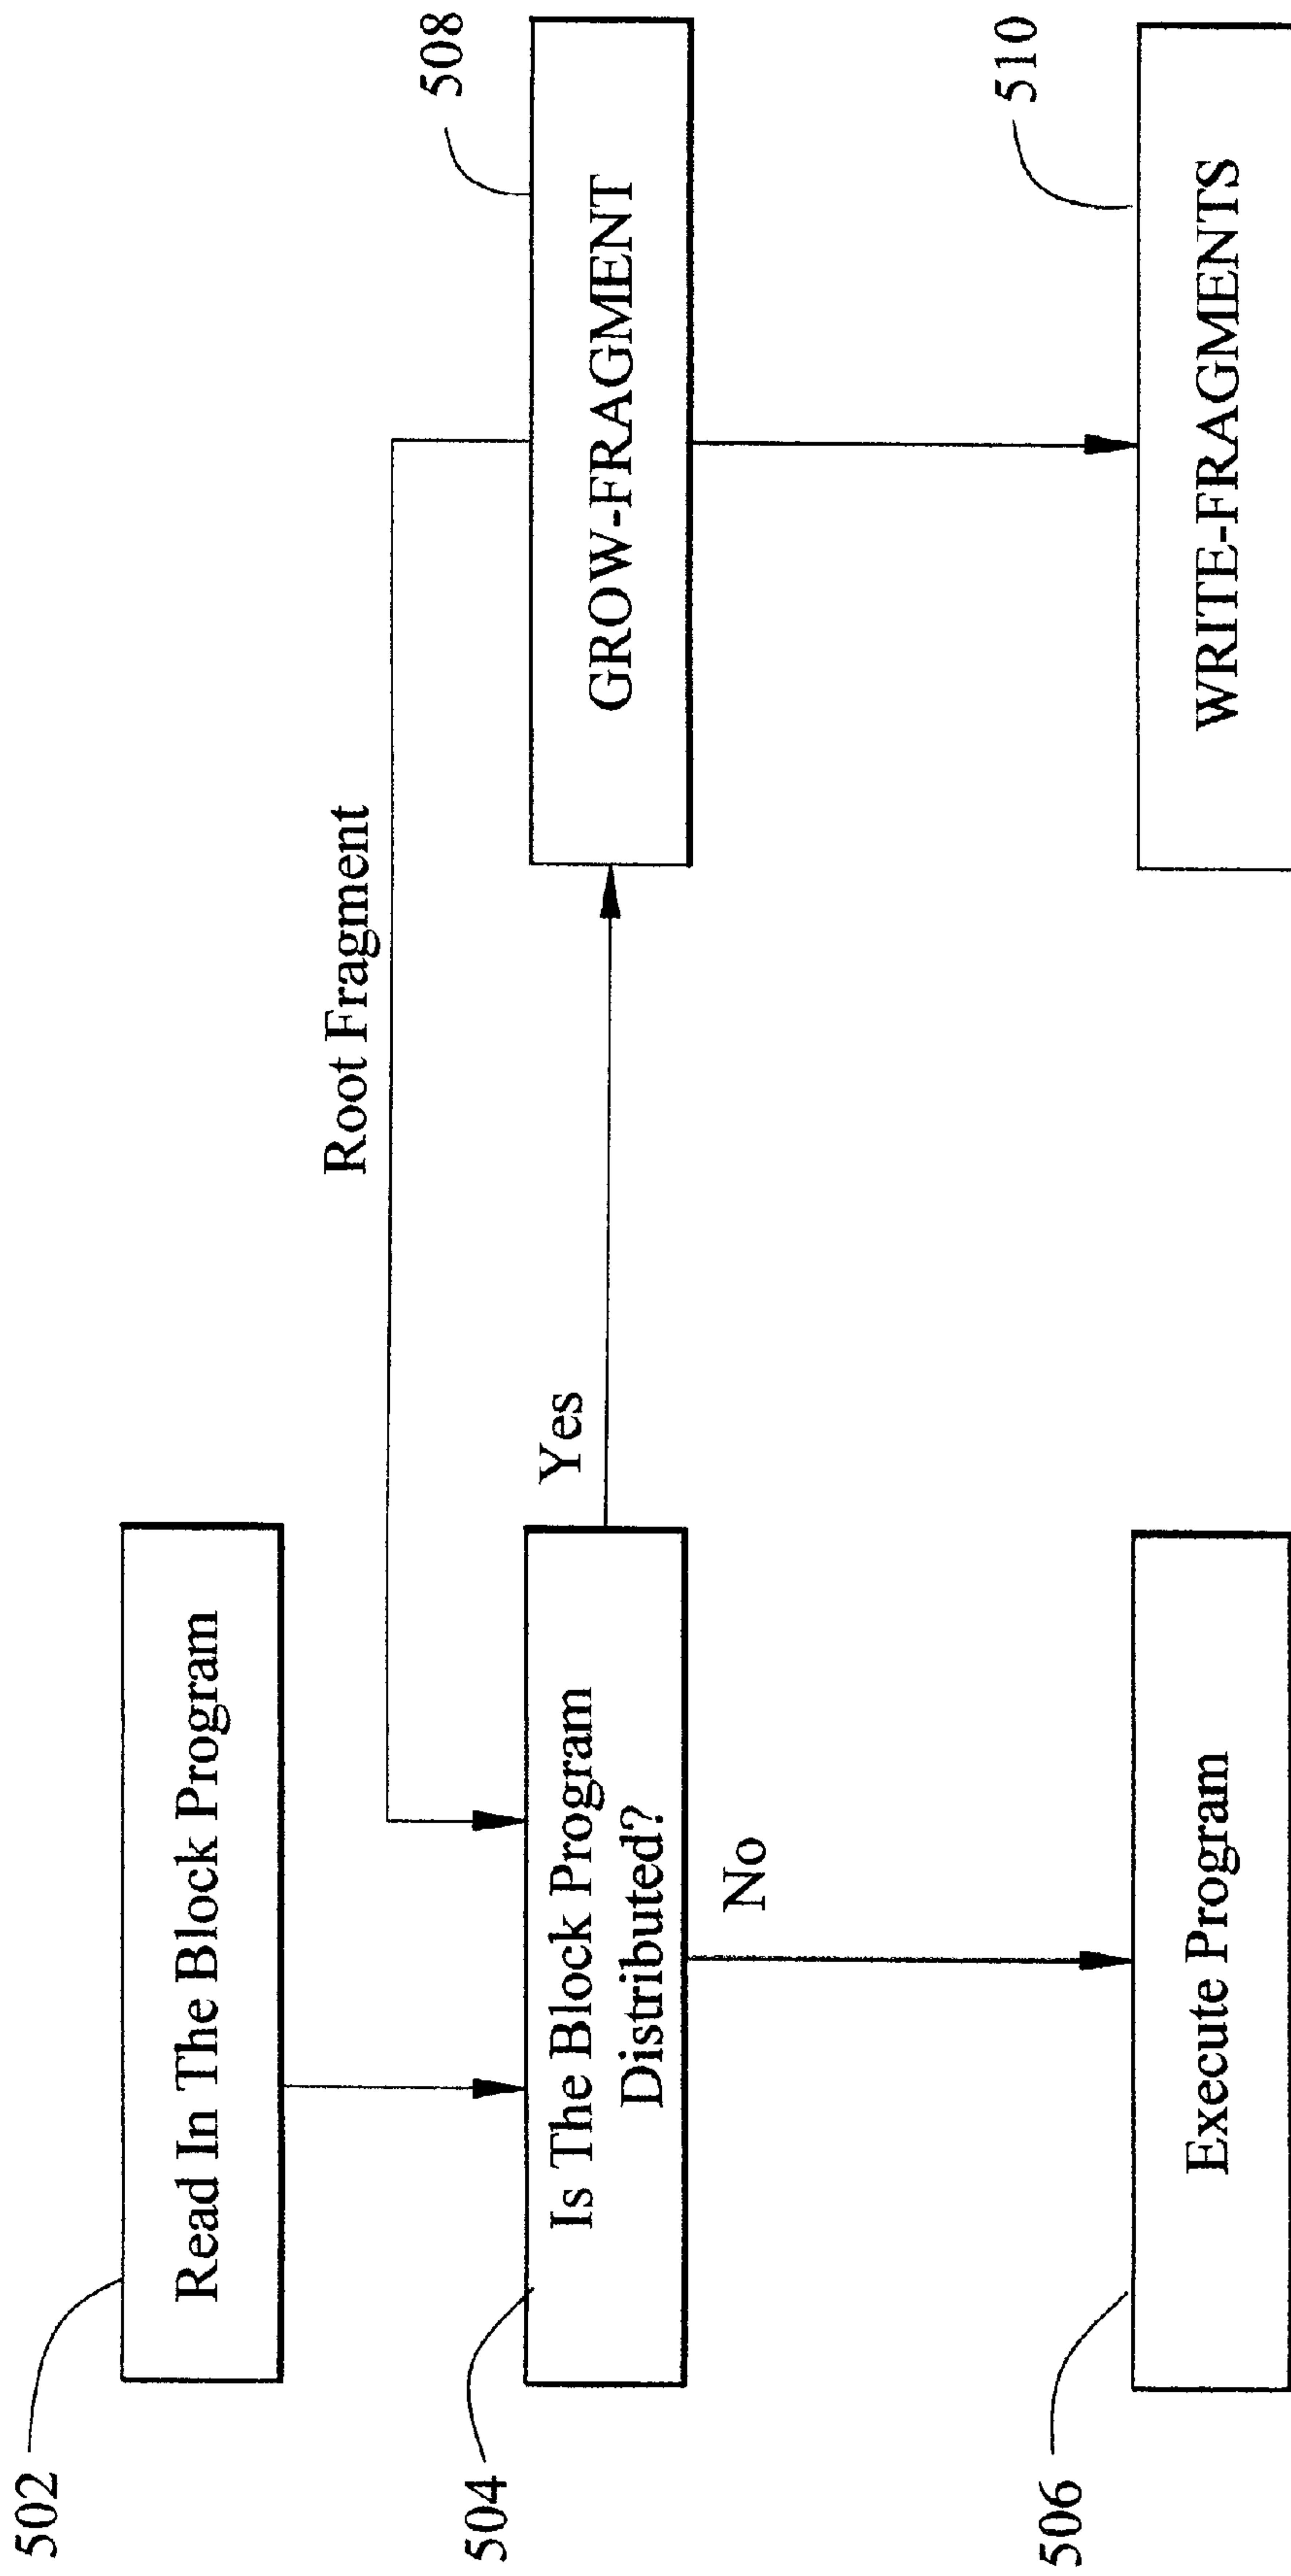 502
Read In The Block Program
Root Fragment
508
504
Is The Block Program
Distributed?
Yes
GROW-FRAGMENT
No
510
506
Execute Program
WRITE-FRAGMENTS